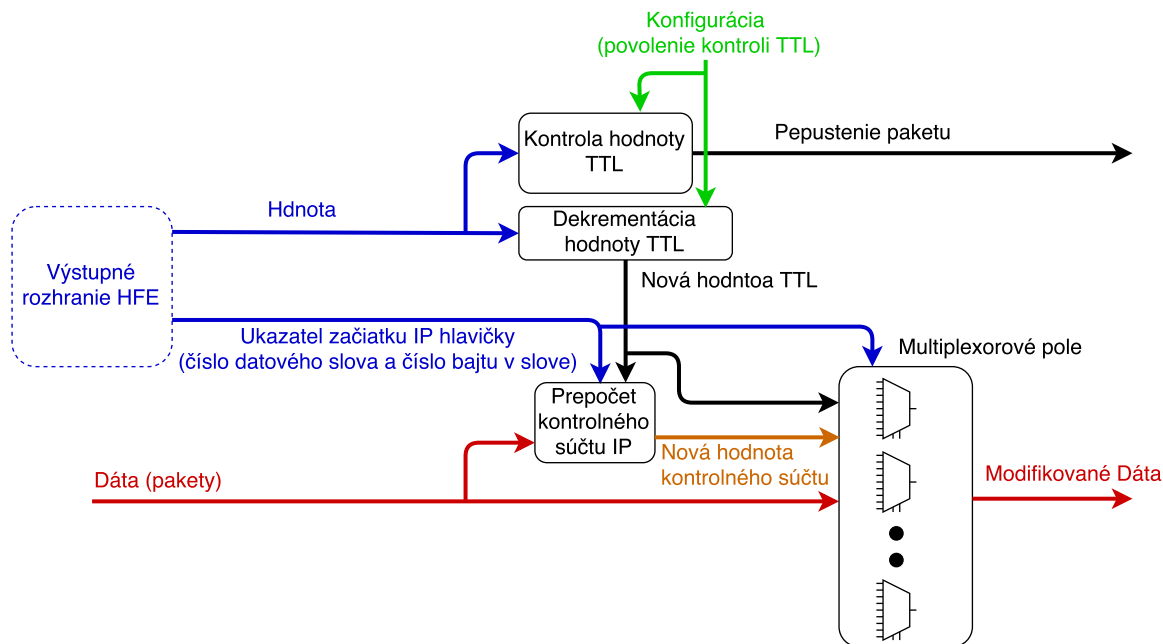 Konfigurácia
(povolenie kontroli TTL)
Kontrola hodnoty
TTL
Pepustenie paketu
Hdnota
Dekrementácia
hodnoty TTL
Výstupné
rozhranie HFE
Nová hodntoa TTL
Ukazatel začiatku IP hlavičky
(číslo datového slova a číslo bajtu v slove)
Multiplexorové pole
Prepočet
kontrolného
súčtu IP
Nová hodnota
kontrolného súčtu
Dáta (pakety)
Modifikované Dáta